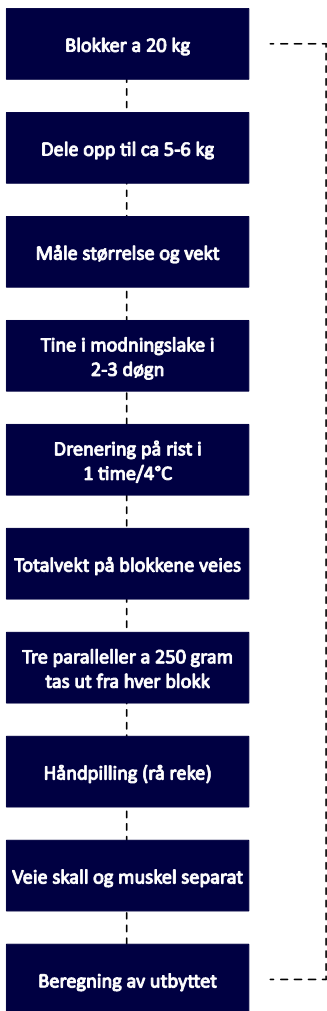 Blokker a 20 kg
Dele opp til ca 5-6 kg
Måle størrelse og vekt
Tine i modningslake i
2-3 døgn
Drenering på rist i
1 time/4°C
Totalvekt på blokkene veies
Tre paralleller a 250 gram
tas ut fra hver blokk
Håndpilling (rå reke)
Veie skall og muskel separat
Beregning av utbyttet